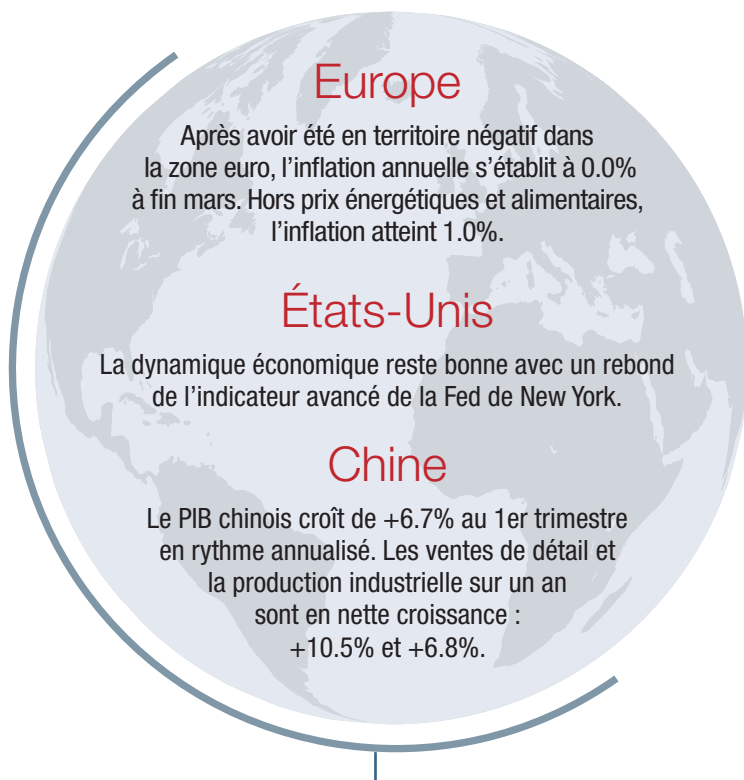 Europe
Après avoir été en territoire négatif dans
la zone euro, l’inflation annuelle s’établit à 0.0%
à fin mars. Hors prix énergétiques et alimentaires,
l’inflation atteint 1.0%.
États-Unis
La dynamique économique reste bonne avec un rebond
de l’indicateur avancé de la Fed de New York.
Chine
Le PIB chinois croît de +6.7% au 1er trimestre
en rythme annualisé. Les ventes de détail et
la production industrielle sur un an
sont en nette croissance :
+10.5% et +6.8%.